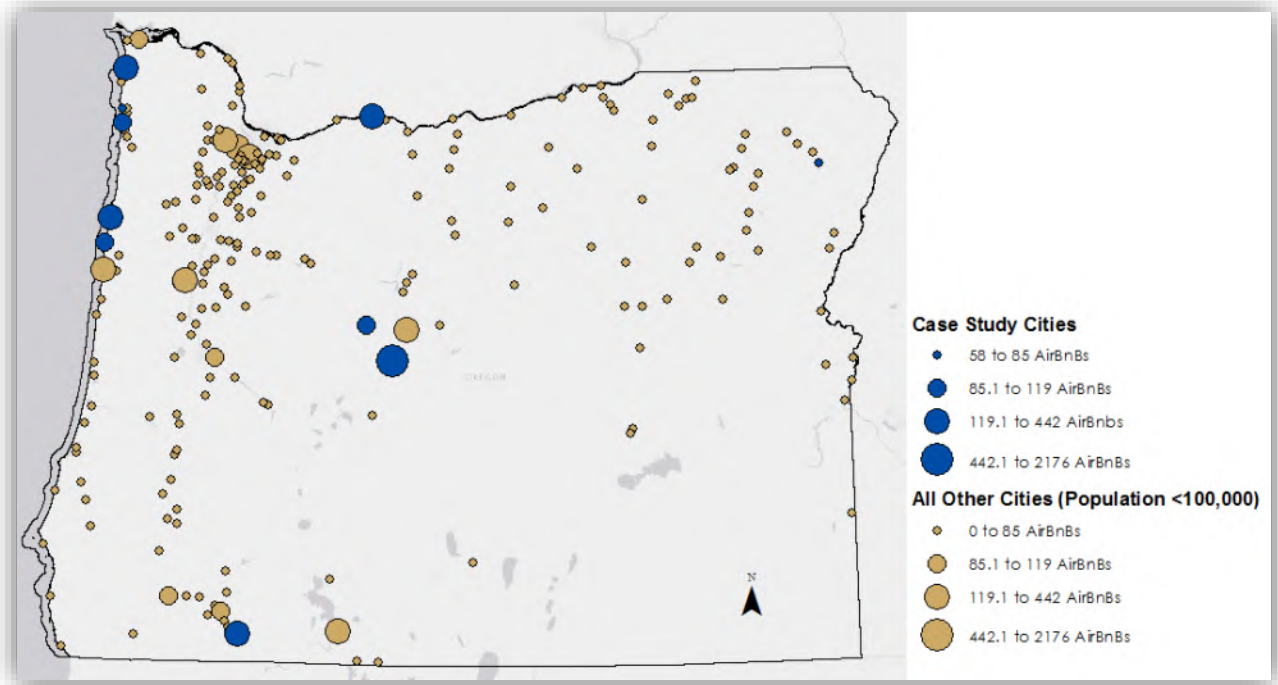 OREGON
N
Case Study Cities
58 to 85 AirBnBs
85.1 to 119 AirBnBs
119.1 to 442 AirBnbs
442.1 to 2176 AirBnBs
All Other Cities (Population <100,000)
0 to 85 AirBnBs
85.1 to 119 AirBnBs
119.1 to 442 AirBnBs
442.1 to 2176 AirBnBs